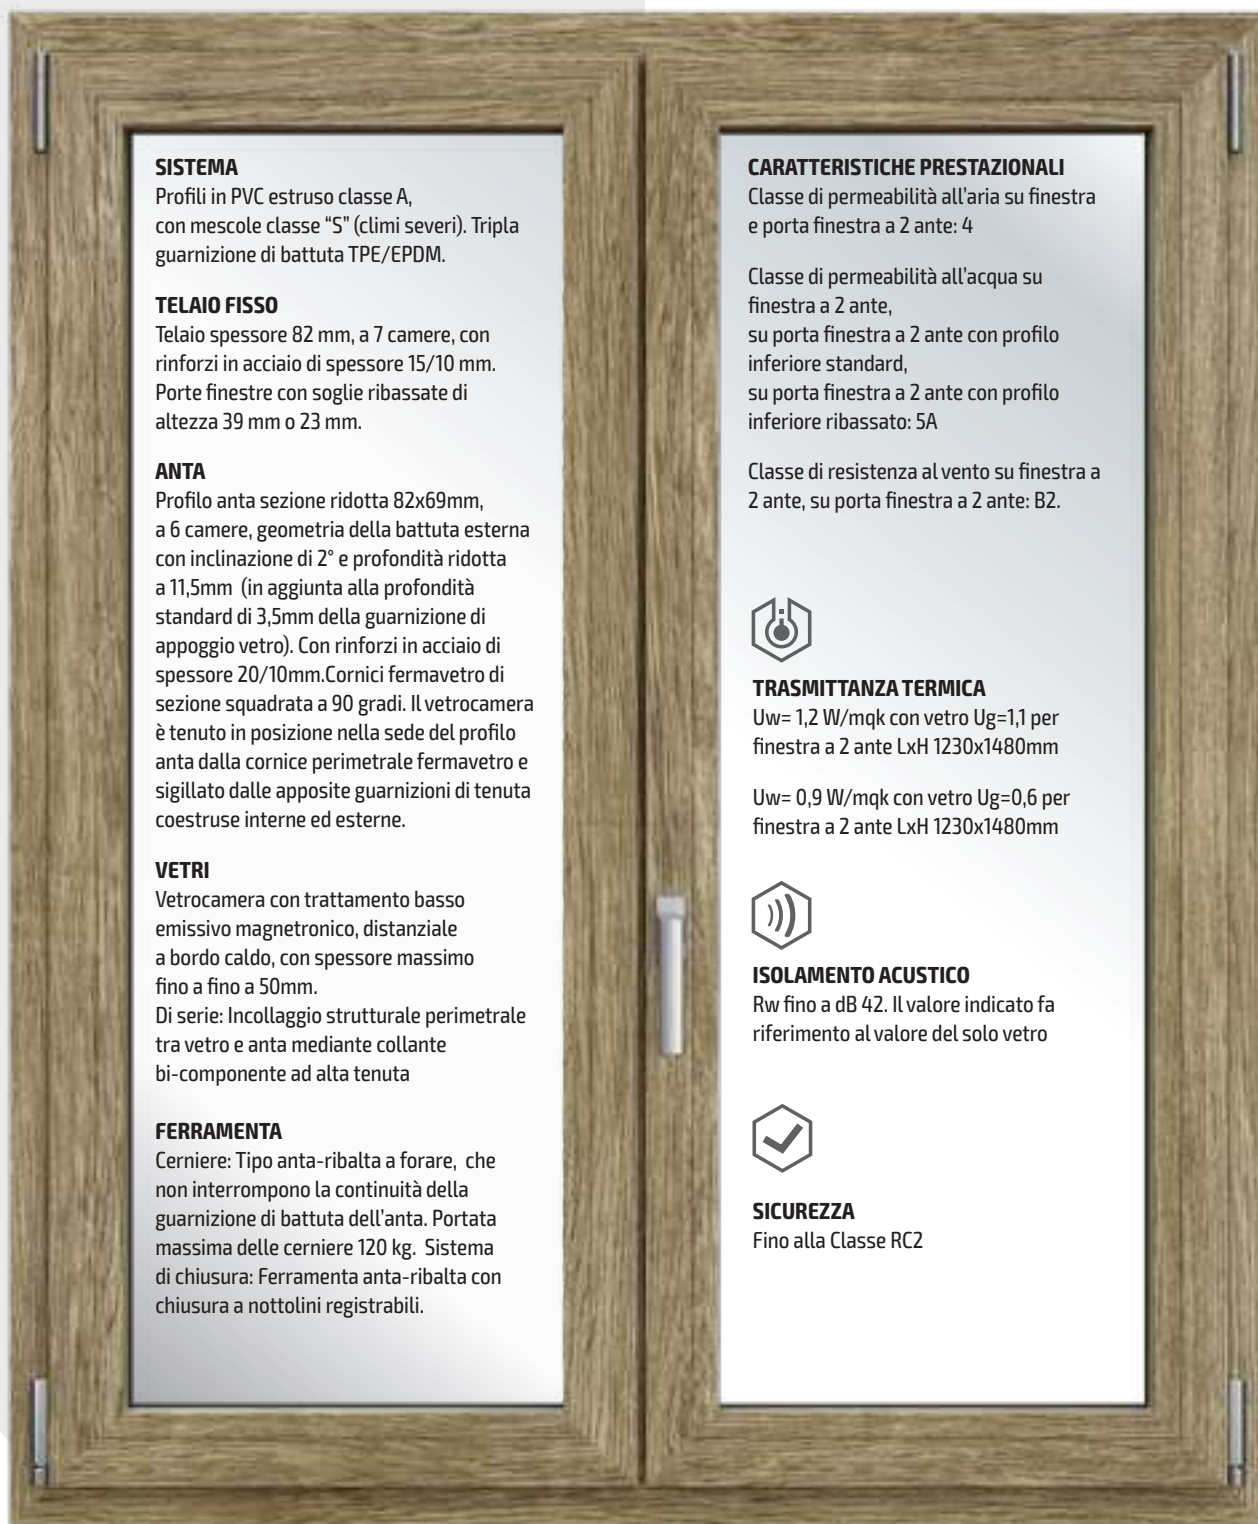 SISTEMA
Profili in PVC estruso classe A,
con mescole classe “S” (climi severi). Tripla
guarnizione di battuta TPE/EPDM.
TELAIO FISSO
Telaio spessore 82 mm, a 7 camere, con
rinforzi in acciaio di spessore 15/10 mm.
Porte finestre con soglie ribassate di
altezza 39 mm o 23 mm.
ANTA
Profilo anta sezione ridotta 82x69mm,
a 6 camere, geometria della battuta esterna
con inclinazione di 2° e profondità ridotta
a 11,5mm  (in aggiunta alla profondità
standard di 3,5mm della guarnizione di
appoggio vetro). Con rinforzi in acciaio di
spessore 20/10mm.Cornici fermavetro di
sezione squadrata a 90 gradi. Il vetrocamera
è tenuto in posizione nella sede del profilo
anta dalla cornice perimetrale fermavetro e
sigillato dalle apposite guarnizioni di tenuta
coestruse interne ed esterne.
VETRI
Vetrocamera con trattamento basso
emissivo magnetronico, distanziale
a bordo caldo, con spessore massimo
fino a fino a 50mm.
Di serie: Incollaggio strutturale perimetrale
tra vetro e anta mediante collante
bi-componente ad alta tenuta
FERRAMENTA
Cerniere: Tipo anta-ribalta a forare,  che
non interrompono la continuità della
guarnizione di battuta dell’anta. Portata
massima delle cerniere 120 kg.  Sistema
di chiusura: Ferramenta anta-ribalta con
chiusura a nottolini registrabili.
CARATTERISTICHE PRESTAZIONALI
Classe di permeabilità all’aria su finestra
e porta finestra a 2 ante: 4
Classe di permeabilità all’acqua su
finestra a 2 ante,
su porta finestra a 2 ante con profilo
inferiore standard,
su porta finestra a 2 ante con profilo
inferiore ribassato: 5A
Classe di resistenza al vento su finestra a
2 ante, su porta finestra a 2 ante: B2.
TRASMITTANZA TERMICA
Uw= 1,2 W/mqk con vetro Ug=1,1 per
finestra a 2 ante LxH 1230x1480mm
Uw= 0,9 W/mqk con vetro Ug=0,6 per
finestra a 2 ante LxH 1230x1480mm
ISOLAMENTO ACUSTICO
Rw fino a dB 42. Il valore indicato fa
riferimento al valore del solo vetro
SICUREZZA
Fino alla Classe RC2